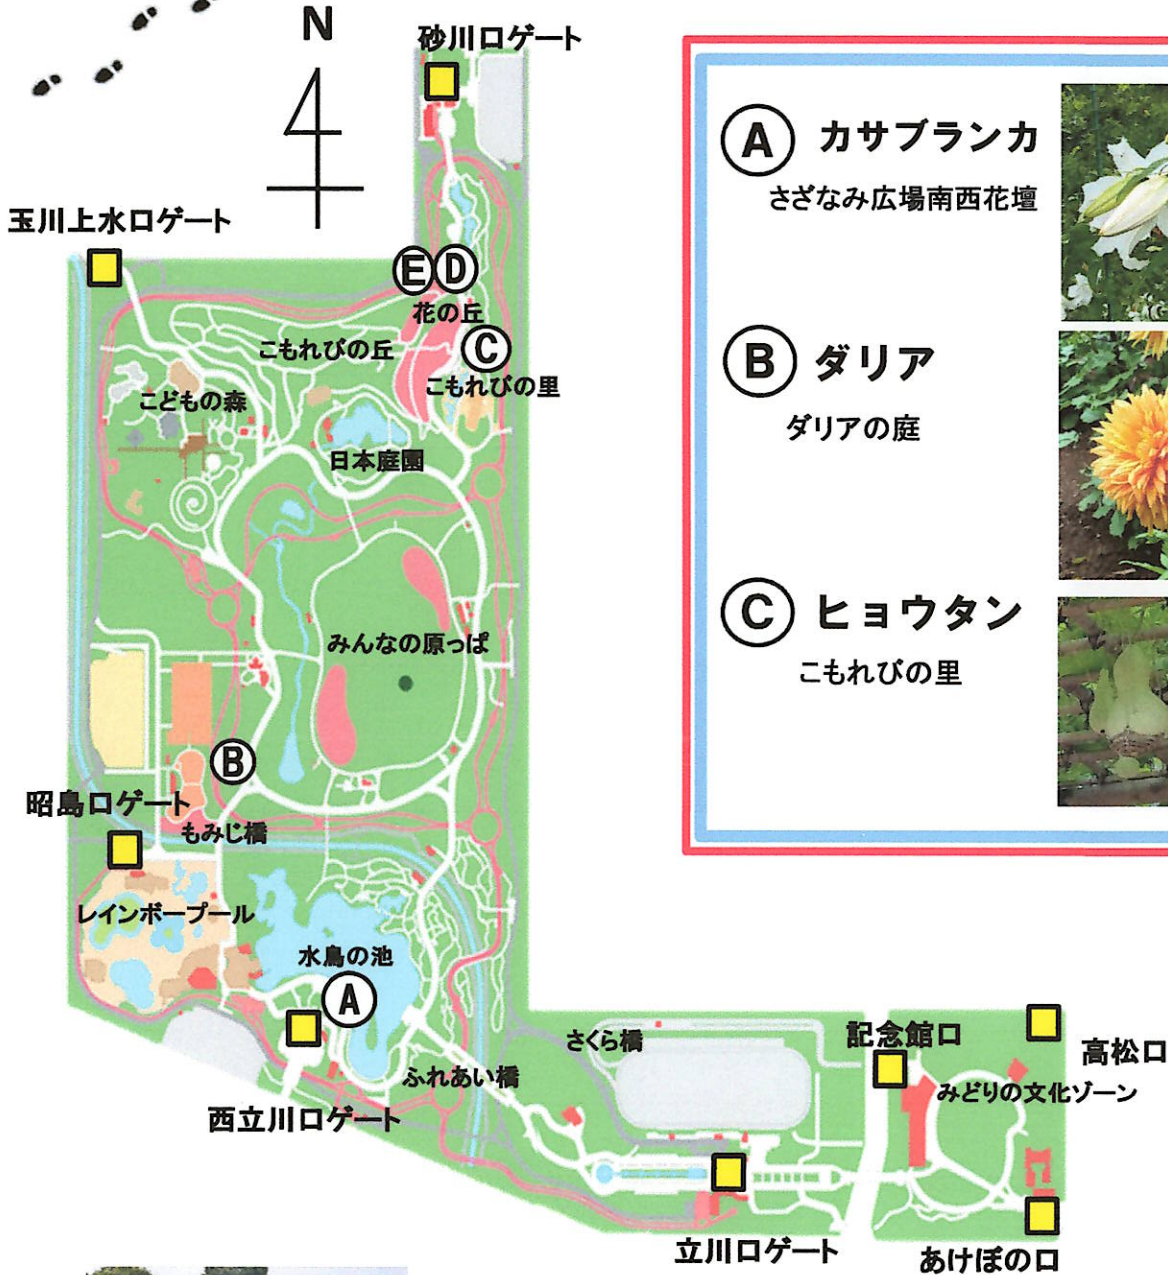 N
砂川口ゲート
玉川上水口ゲート
E D
花の丘
こもれびの丘
C
こもれびの里
こどもの森
日本庭園
みんなの原っぱ
B
昭島口ゲート
もみじ橋
レインボープール
水鳥の池
A
さくら橋
記念館口
高松口
ふれあい橋
みどりの文化ゾーン
西立川口ゲート
立川口ゲート
あけぼの口
A カサブランカ
さざなみ広場南西花壇
B ダリア
ダリアの庭
C ヒョウタン
こもれびの里